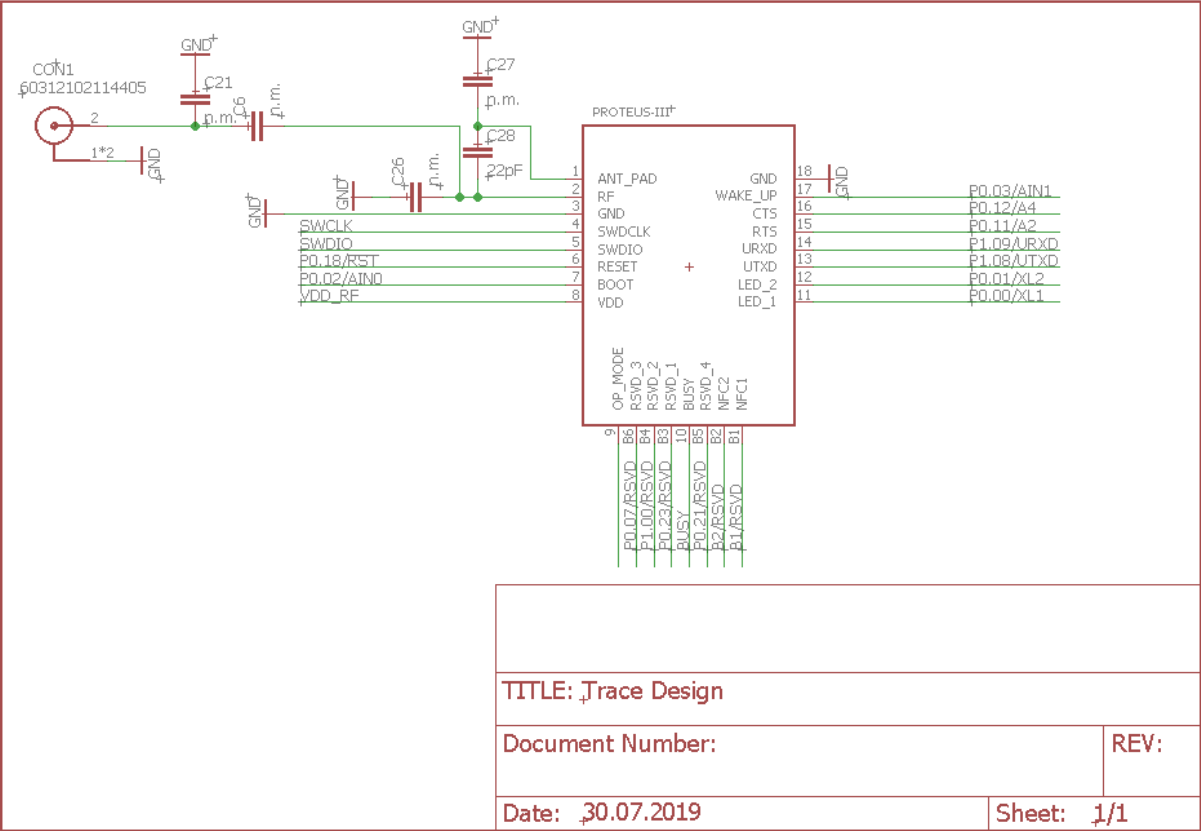 GND
GND
CON1
60312102114405
C21
n.m.
C6
n.m.
C27
n.m.
2
1*2
GND
C28
22pF
C26
n.m.
GND
GND
PROTEUS-III
1 ANT_PAD
2 RF
3 GND
4 SWDCLK
5 SWDIO
6 RESET
7 BOOT
8 VDD
SWCLK
SWDIO
P0.18/RST
P0.02/AIN0
VDD_RF
GND 18
WAKE_UP 17
CTS 16
RTS 15
URXD 14
UTXD 13
LED_2 12
LED_1 11
GND
P0.03/AIN1
P0.12/A4
P0.11/A2
P1.09/URXD
P1.08/UTXD
P0.01/XL2
P0.00/XL1
OP_MODE
RSVD_3
RSVD_2
RSVD_1
BUSY
RSVD_4
NFC2
NFC1
9
B6
B4
B3
10
B5
B2
B1
P0.07/RSVD
P1.00/RSVD
P0.23/RSVD
BUSY
P0.21/RSVD
B2/RSVD
B1/RSVD
TITLE: Trace Design
Document Number:
REV:
Date: 30.07.2019
Sheet: 1/1